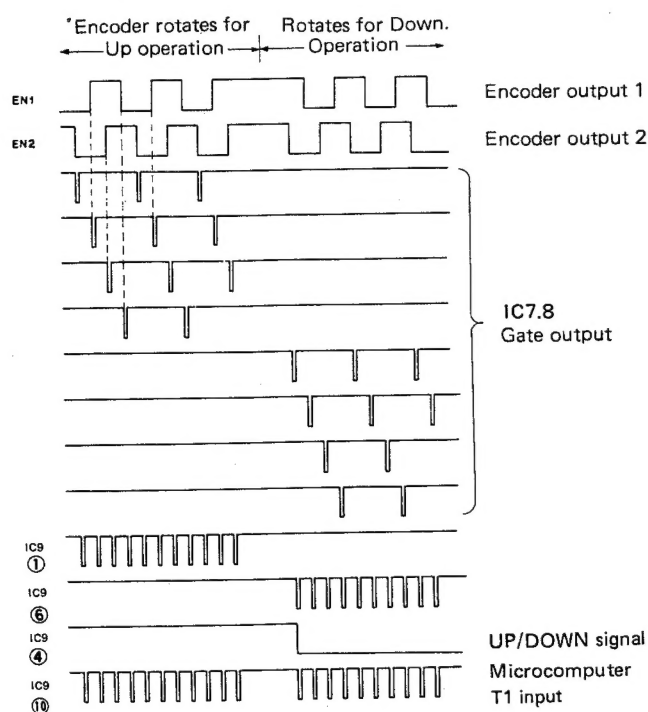 *Encoder rotates for Up operation
Rotates for Down. Operation
EN1
Encoder output 1
EN2
Encoder output 2
IC7.8
Gate output
IC9
①
IC9
⑥
IC9
④
UP/DOWN signal
IC9
⑩
Microcomputer
T1 input